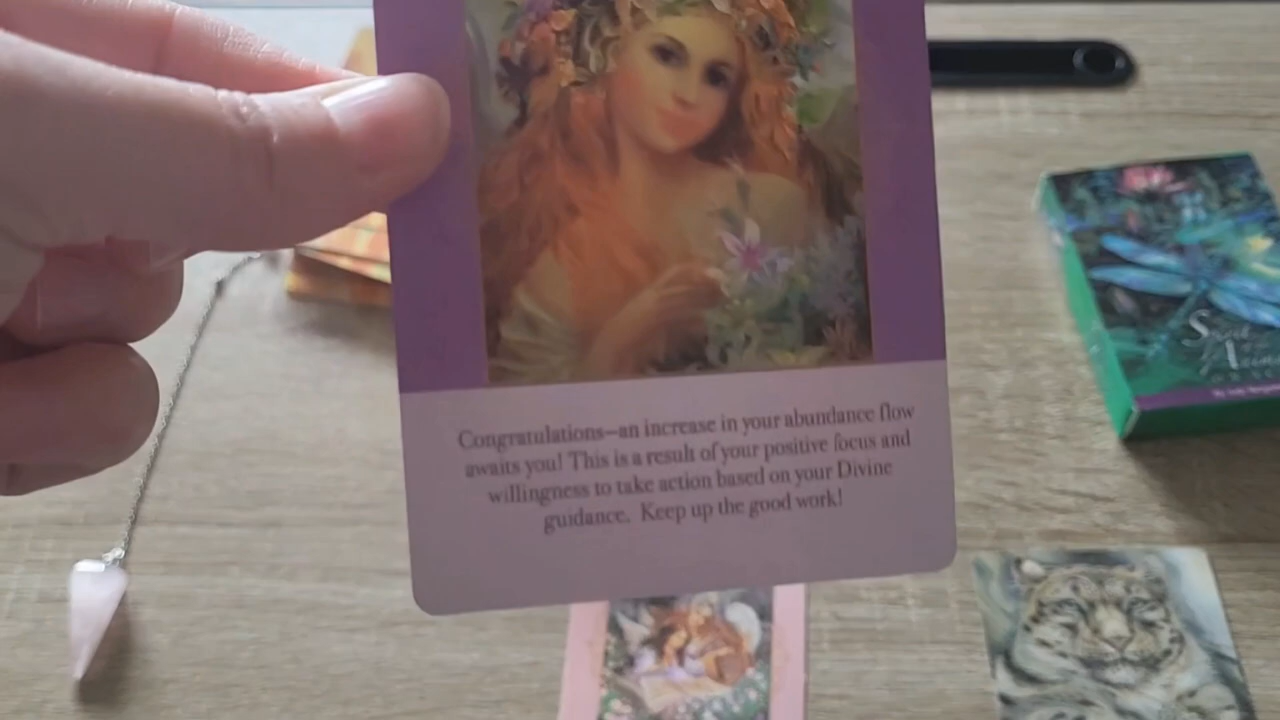 Congratulations—an increase in your abundance flow
awaits you! This is a result of your positive focus and
willingness to take action based on your Divine
guidance. Keep up the good work!